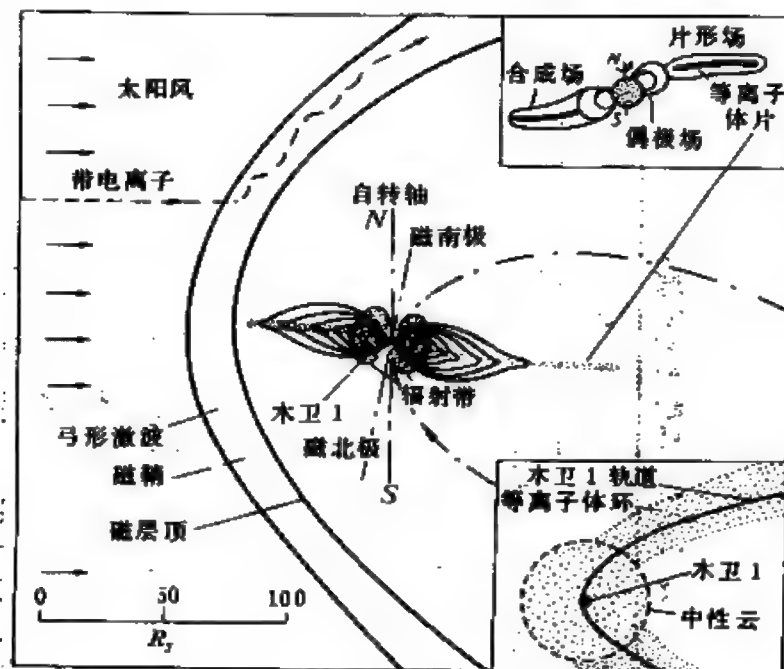 太阳风
带电离子
弓形激波
磁鞘
磁层顶
0 50 100
自转轴
N
磁南极
木卫1
辐射带
磁北极
S
片形场
合成场
N
等离子
体片
S
偶极场
木卫1轨道
等离子体环
木卫1
中性云